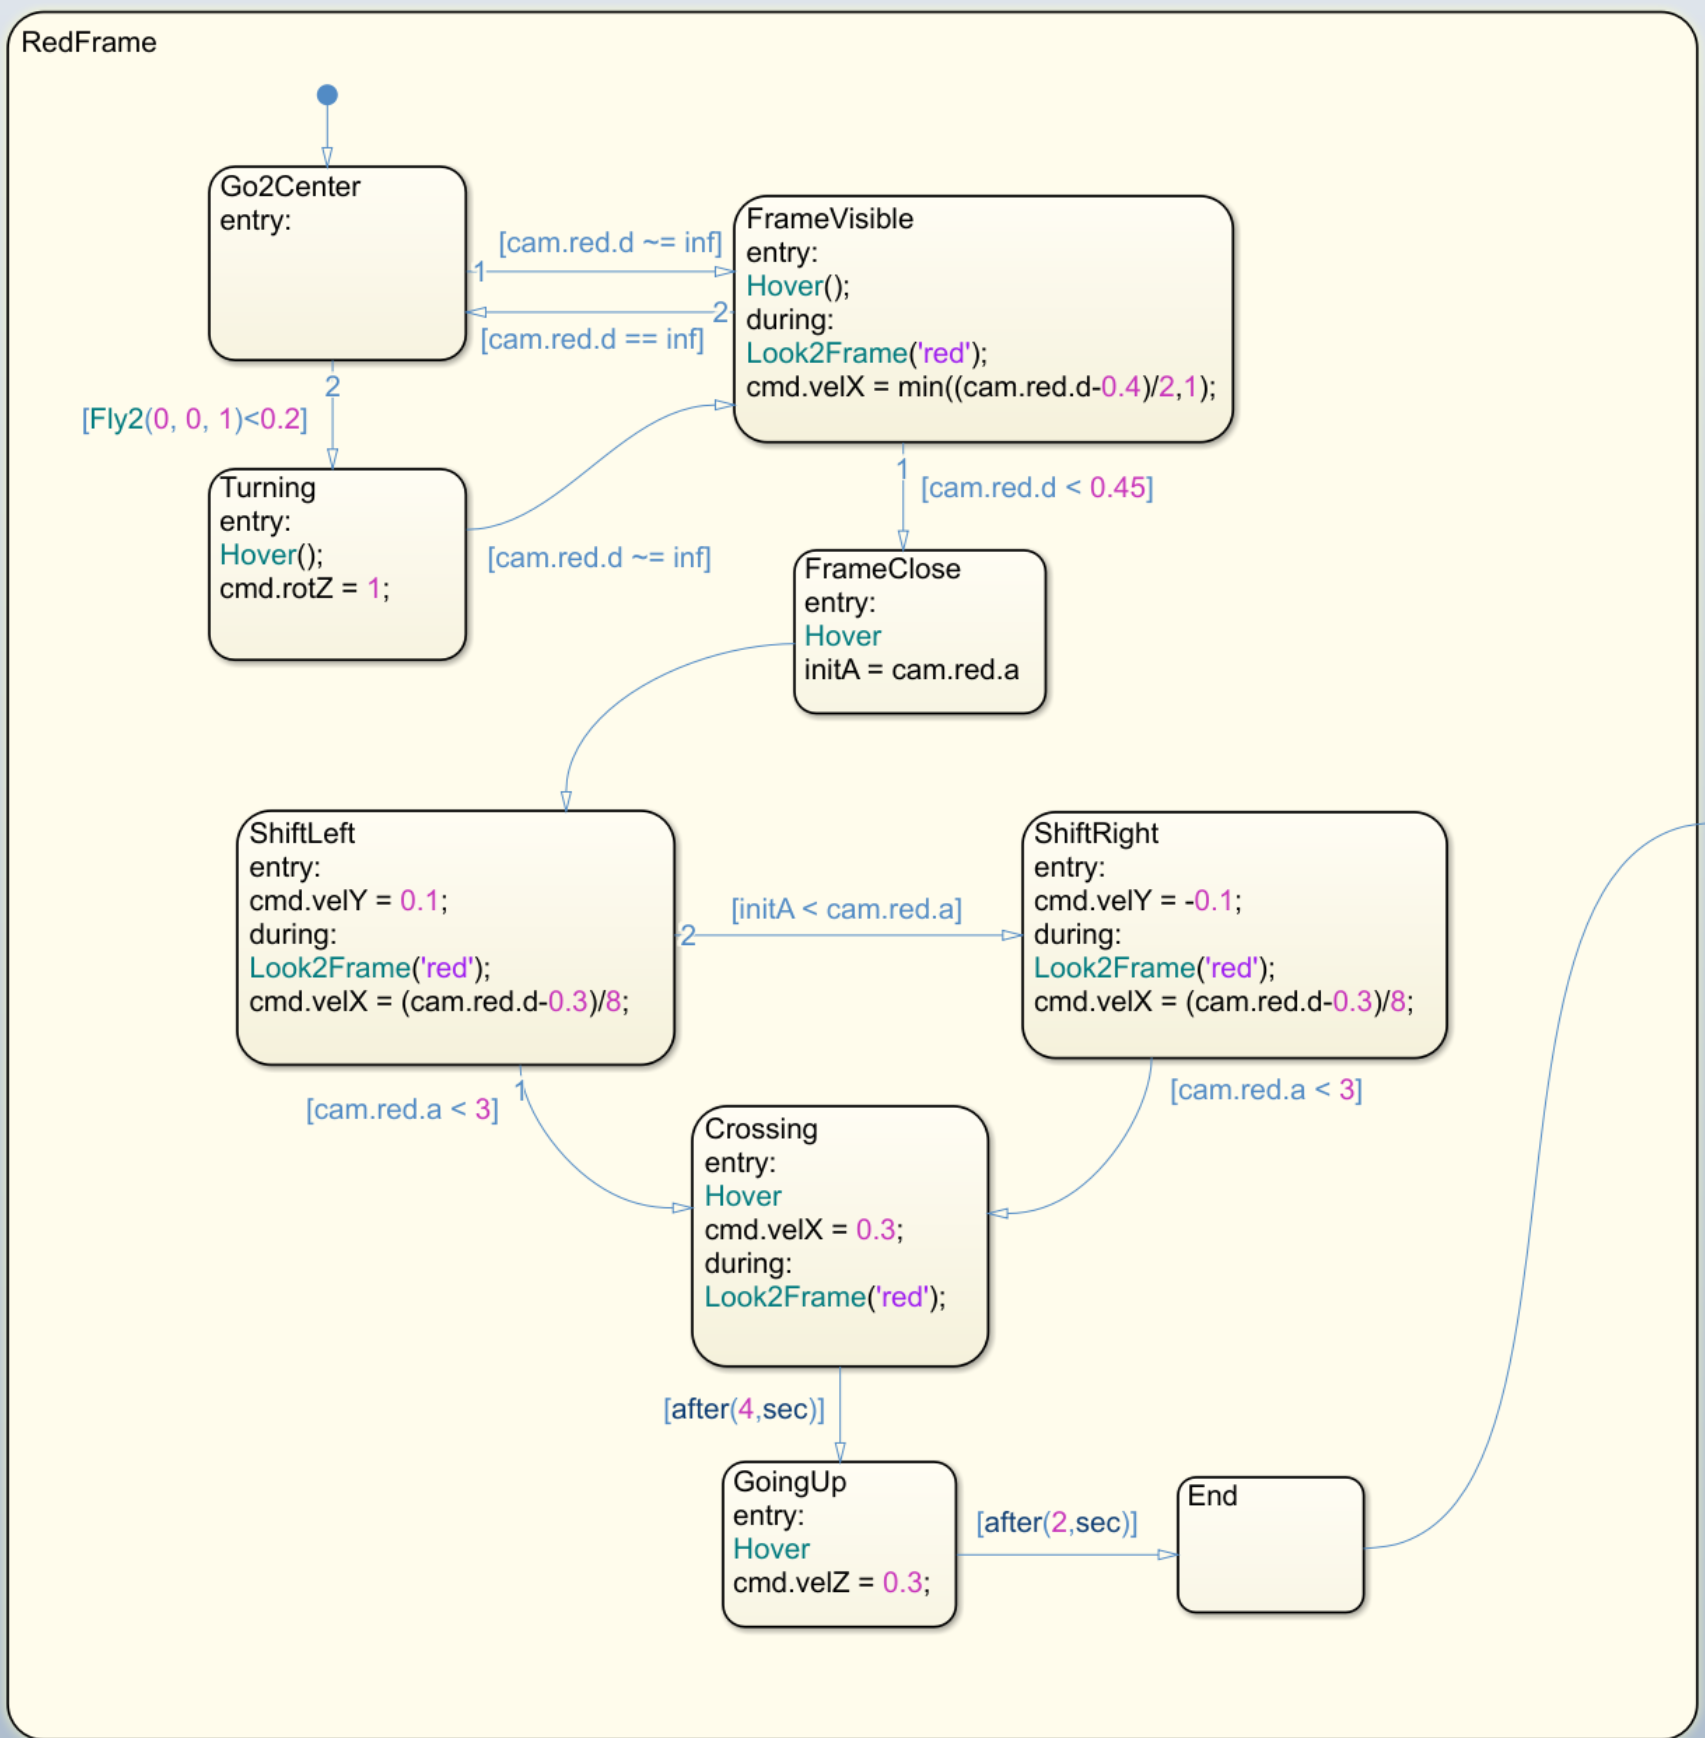 RedFrame
Go2Center
entry:
[cam.red.d ~= inf]
1
2
[cam.red.d == inf]
FrameVisible
entry:
Hover();
during:
Look2Frame('red');
cmd.velX = min((cam.red.d-0.4)/2,1);
2
[Fly2(0, 0, 1)<0.2]
Turning
entry:
Hover();
cmd.rotZ = 1;
[cam.red.d ~= inf]
1
[cam.red.d < 0.45]
FrameClose
entry:
Hover
initA = cam.red.a
ShiftLeft
entry:
cmd.velY = 0.1;
during:
Look2Frame('red');
cmd.velX = (cam.red.d-0.3)/8;
2
[initA < cam.red.a]
ShiftRight
entry:
cmd.velY = -0.1;
during:
Look2Frame('red');
cmd.velX = (cam.red.d-0.3)/8;
1
[cam.red.a < 3]
[cam.red.a < 3]
Crossing
entry:
Hover
cmd.velX = 0.3;
during:
Look2Frame('red');
[after(4,sec)]
GoingUp
entry:
Hover
cmd.velZ = 0.3;
[after(2,sec)]
End